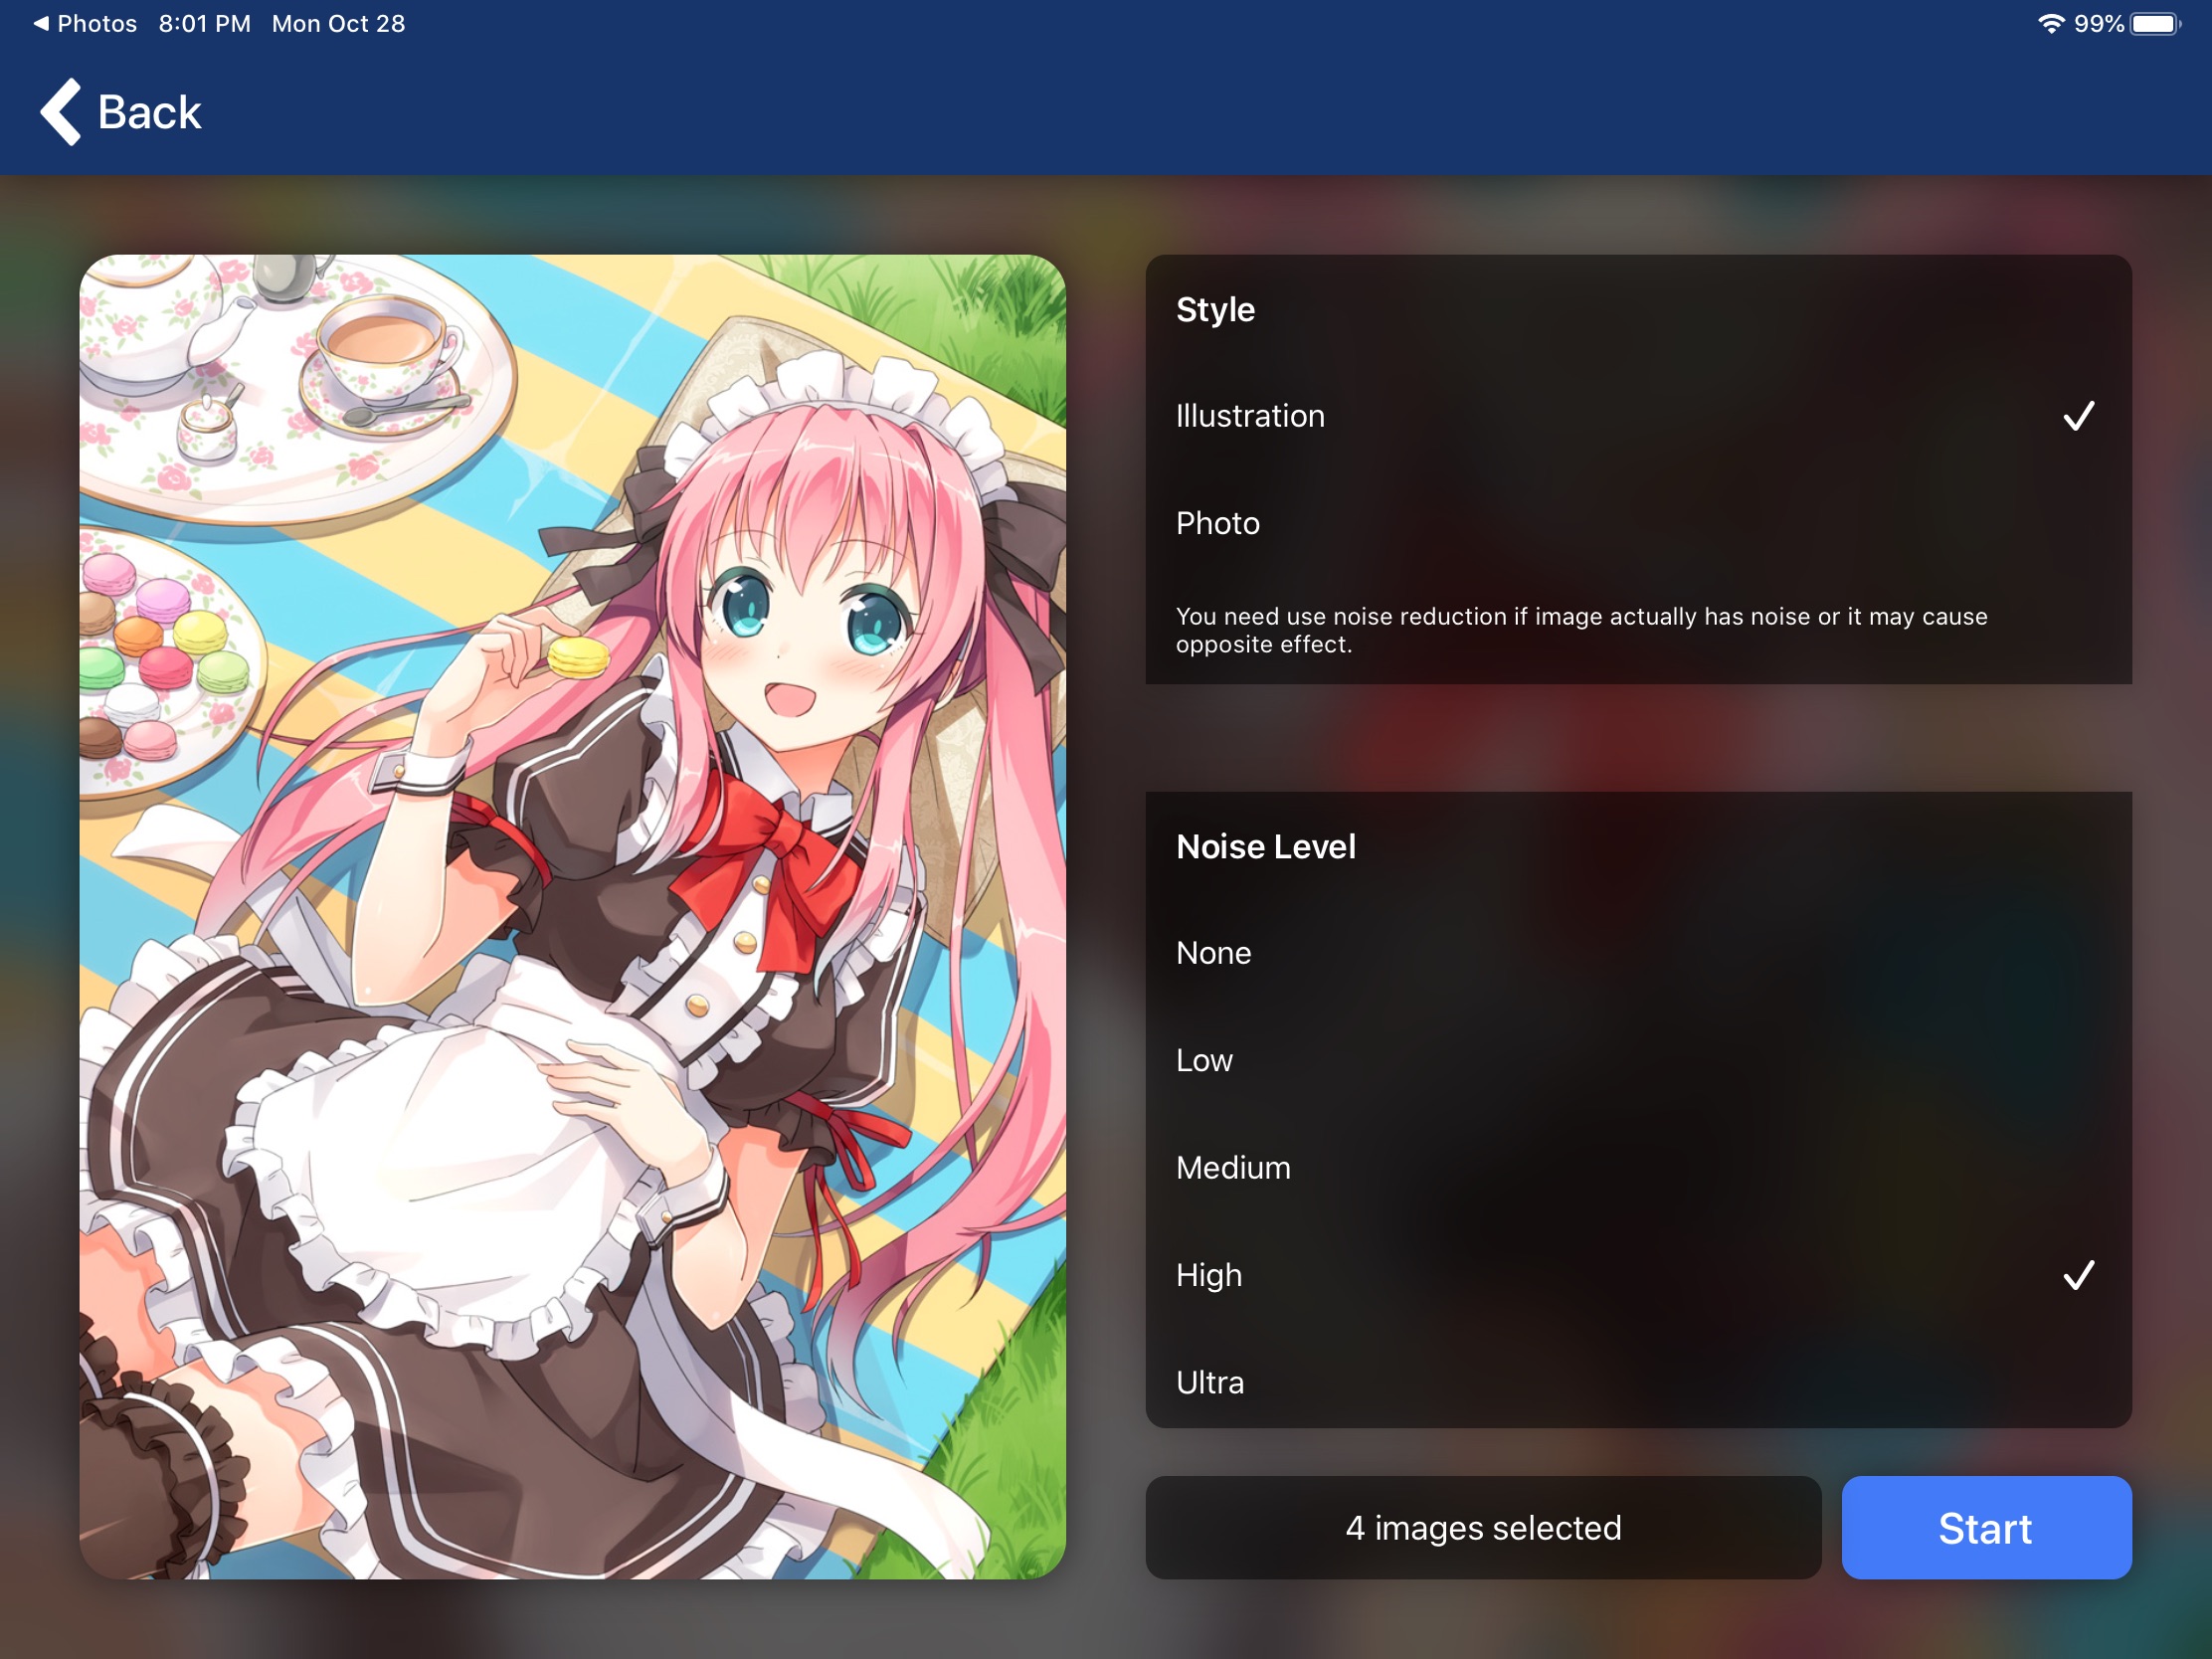 Photos 8:01 PM Mon Oct 28
99%
Back
Style
Illustration
Photo
You need use noise reduction if image actually has noise or it may cause
opposite effect.
Noise Level
None
Low
Medium
High
Ultra
4 images selected
Start